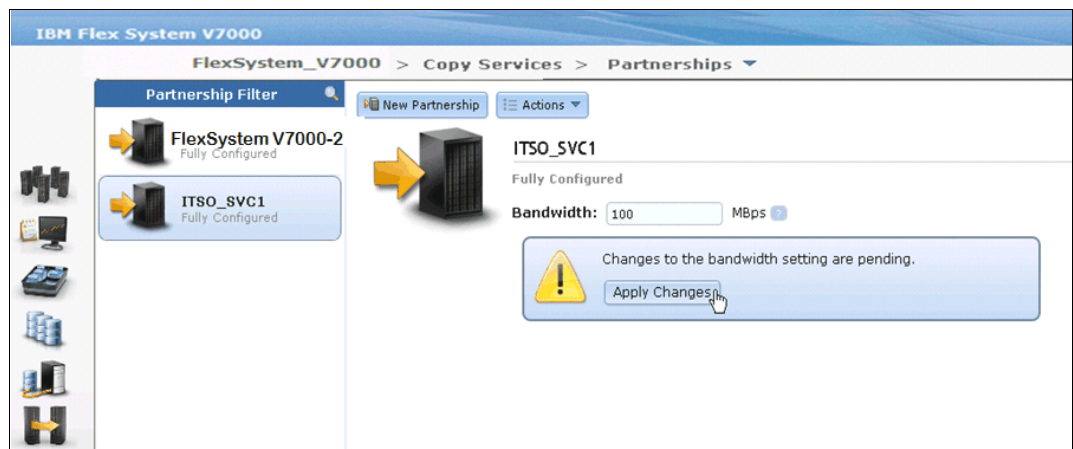 IBM Flex System V7000
FlexSystem_V7000 > Copy Services > Partnerships
Partnership Filter
New Partnership
Actions
FlexSystem V7000-2
Fully Configured
ITSO_SVC1
Fully Configured
ITSO_SVC1
Fully Configured
Bandwidth: 100 MBps ?
Changes to the bandwidth setting are pending.
Apply Changes